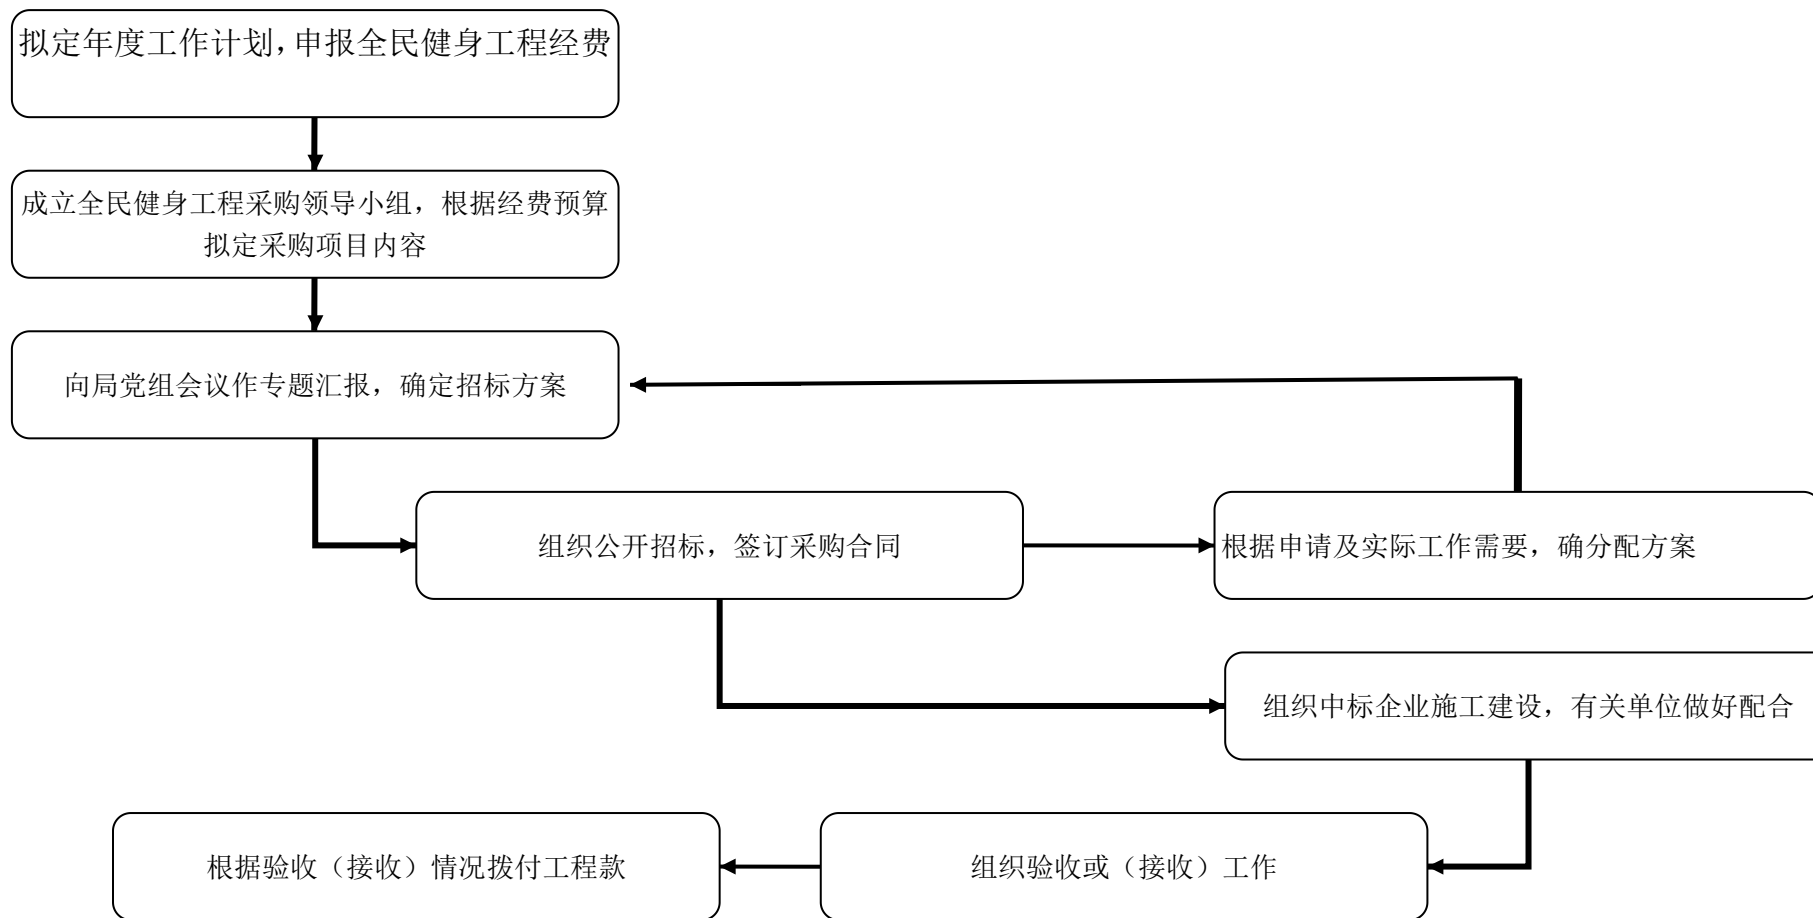 拟定年度工作计划，申报全民健身工程经费
成立全民健身工程采购领导小组，根据经费预算
拟定采购项目内容
向局党组会议作专题汇报，确定招标方案
组织公开招标，签订采购合同
根据申请及实际工作需要，确分配方案
组织中标企业施工建设，有关单位做好配合
根据验收（接收）情况拨付工程款
组织验收或（接收）工作